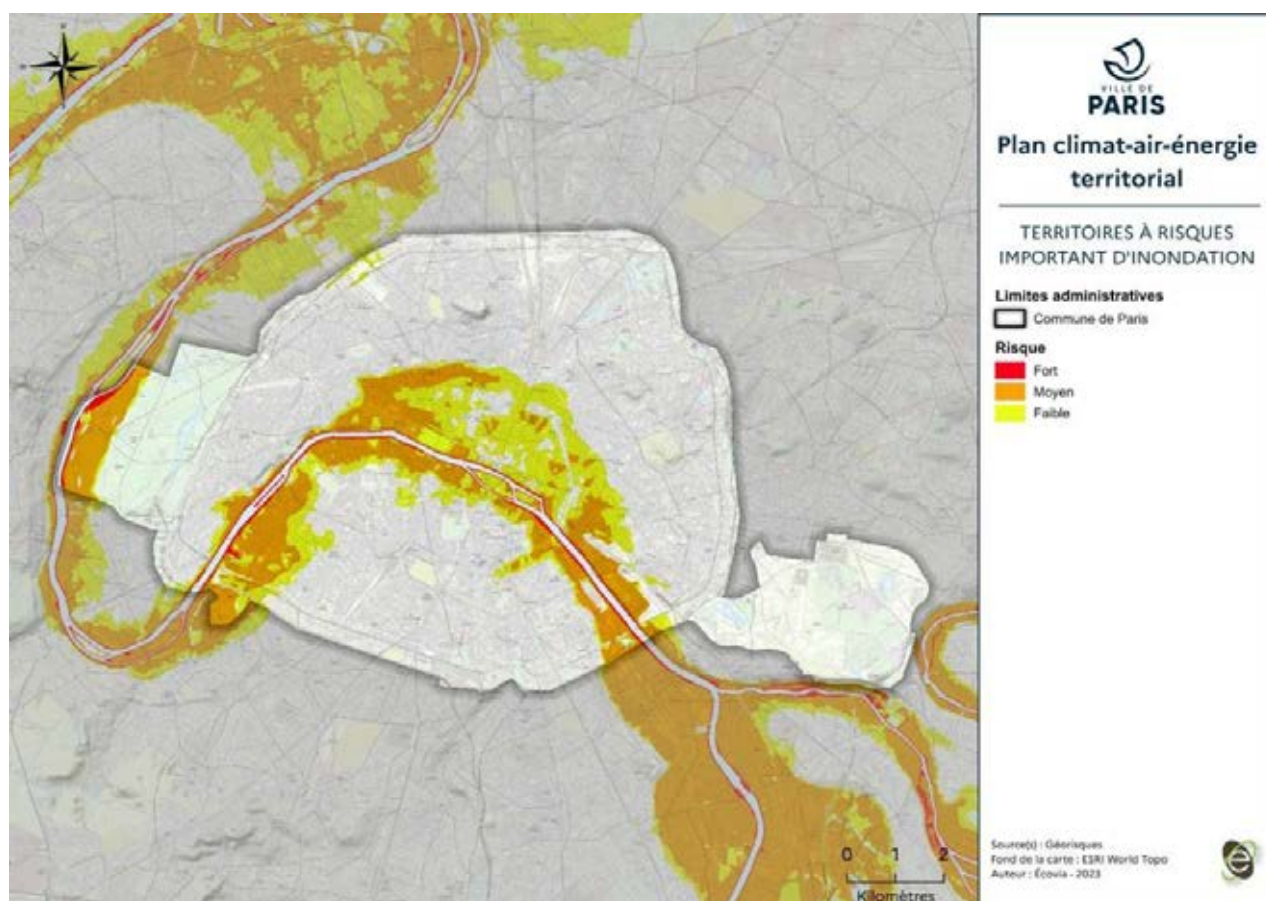 VILLE DE
PARIS
Plan climat-air-énergie
territorial
TERRITOIRES À RISQUES
IMPORTANT D'INONDATION
Limites administratives
Commune de Paris
Risque
Fort
Moyen
Faible
0 1 2
Kilomètres
Source(s) : Géorisques
Fond de la carte : ESRI World Topo
Auteur : Écovia - 2023